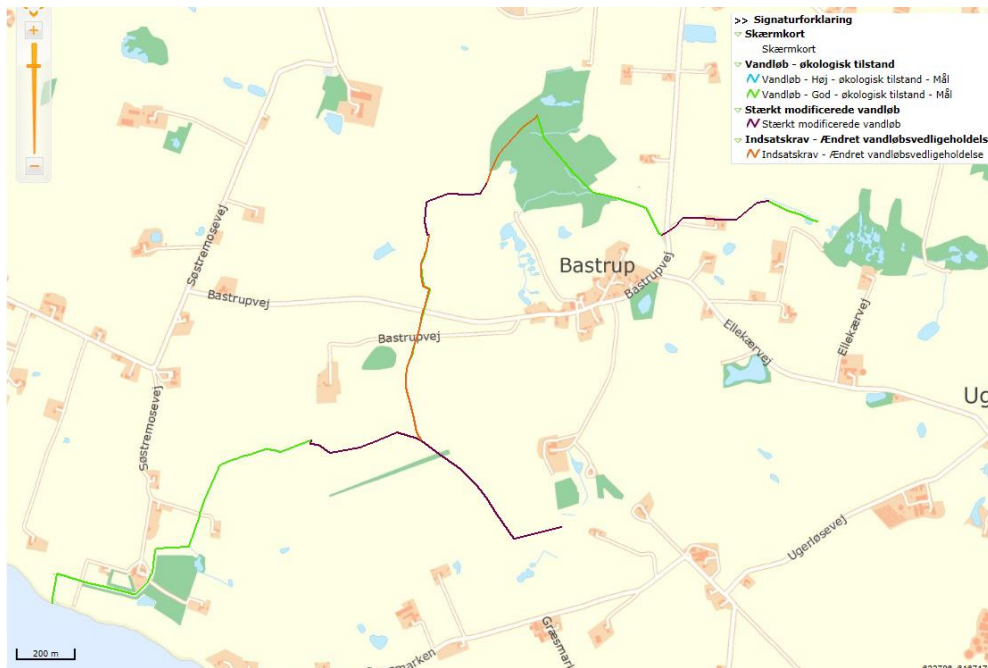 >> Signaturforklaring
Skærmkort
Skærmkort
Vandløb - økologisk tilstand
Vandløb - Høj - økologisk tilstand - Mål
Vandløb - God - økologisk tilstand - Mål
Stærkt modificerede vandløb
Stærkt modificerede vandløb
Indsatskrav - Ændret vandløbsvedligeholdels
Indsatskrav - Ændret vandløbsvedligeholdelse
Søstremosevej
Bastrup
Bastrupvej
Bastrupvej
Bastrupvej
Ellekærvej
Ellekærvej
Ug
Søstremosevej
Ugerløsevej
Græsmarken
200 m